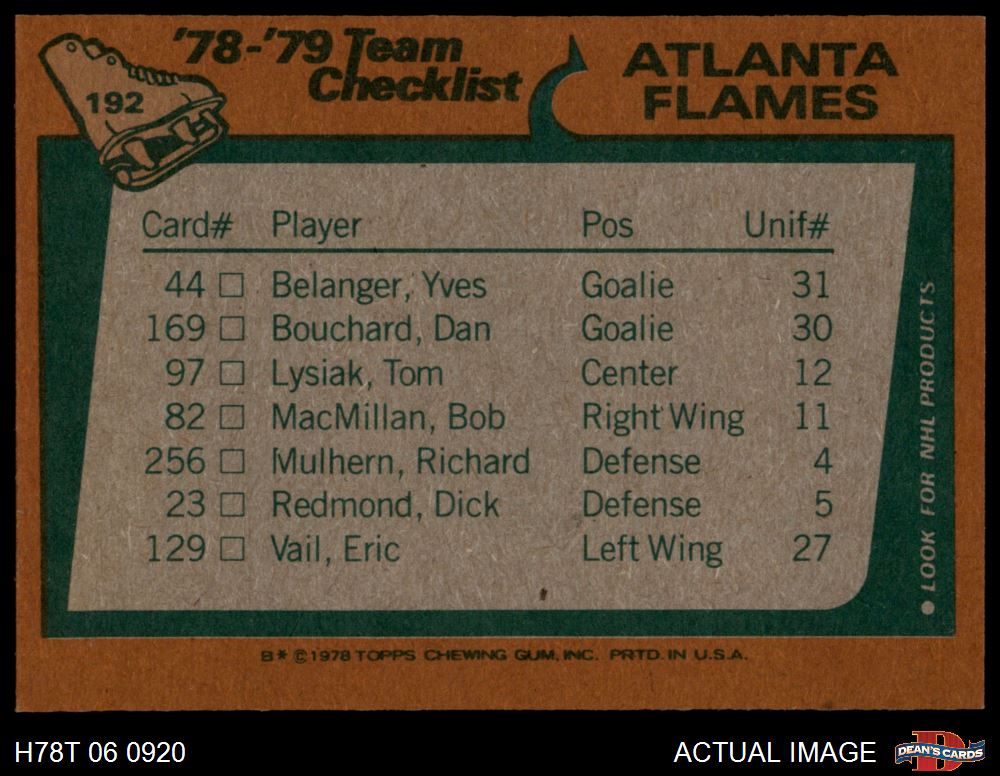 '78-'79 Team Checklist
192
ATLANTA FLAMES
Card# Player Pos Unif#
44 □ Belanger, Yves Goalie 31
169 □ Bouchard, Dan Goalie 30
97 □ Lysiak, Tom Center 12
82 □ MacMillan, Bob Right Wing 11
256 □ Mulhern, Richard Defense 4
23 □ Redmond, Dick Defense 5
129 □ Vail, Eric Left Wing 27
● LOOK FOR NHL PRODUCTS
B* ©1978 TOPPS CHEWING GUM, INC. PRTD. IN U.S.A.
H78T 06 0920
ACTUAL IMAGE
D
DEAN'S CARDS